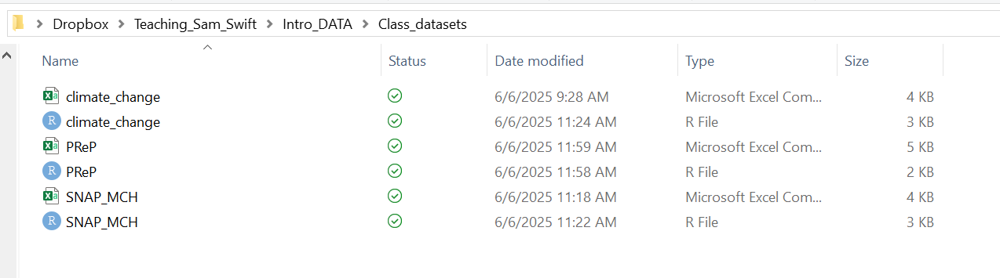 Dropbox > Teaching_Sam_Swift > Intro_DATA > Class_datasets
Name Status Date modified Type Size
climate_change 6/6/2025 9:28 AM Microsoft Excel Com... 4 KB
R climate_change 6/6/2025 11:24 AM R File 3 KB
PReP 6/6/2025 11:59 AM Microsoft Excel Com... 5 KB
R PReP 6/6/2025 11:58 AM R File 2 KB
SNAP_MCH 6/6/2025 11:18 AM Microsoft Excel Com... 4 KB
R SNAP_MCH 6/6/2025 11:22 AM R File 3 KB